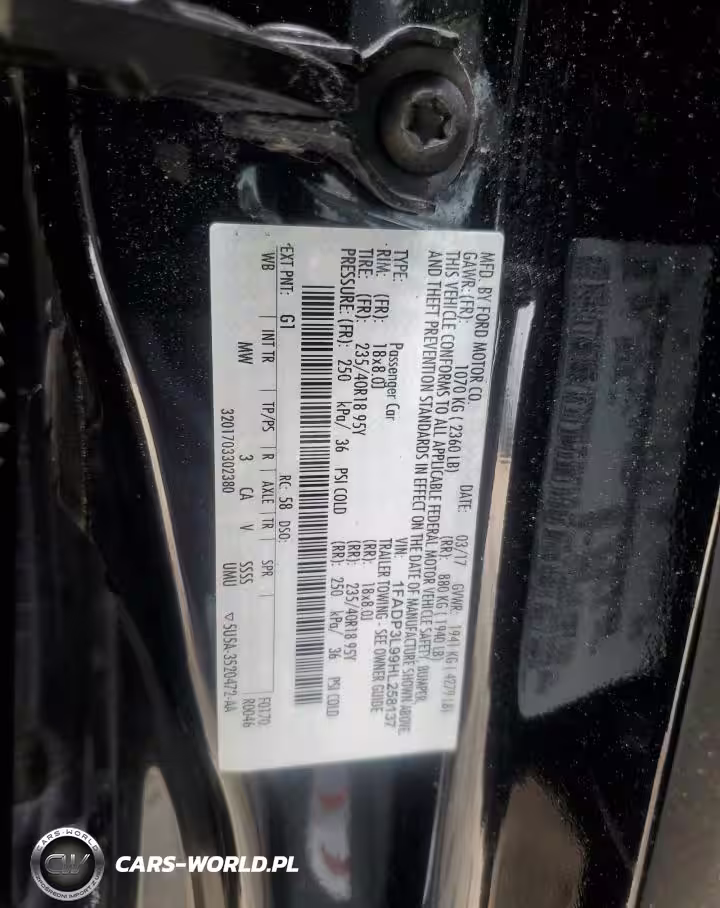 MFD. BY FORD MOTOR CO.
DATE: 03/17 GVWR: 1941 KG (4279 LB)
GAWR: (FR): 1070 KG (2360 LB) (RR): 880 KG (1940 LB)
THIS VEHICLE CONFORMS TO ALL APPLICABLE FEDERAL MOTOR VEHICLE SAFETY, BUMPER,
AND THEFT PREVENTION STANDARDS IN EFFECT ON THE DATE OF MANUFACTURE SHOWN ABOVE.
VIN: 1FADP3L99HL258137
TYPE: Passenger Car TRAILER TOWING - SEE OWNER GUIDE
RIM: (FR): 18x8.0J (RR): 18x8.0J
TIRE: (FR): 235/40R18 95Y (RR): 235/40R18 95Y
PRESSURE: (FR): 250 kPa/ 36 PSI COLD (RR): 250 kPa/ 36 PSI COLD
EXT PNT: G1 RC: 58 DSO:
WB INT TR TP/PS R AXLE TR SPR F0170
MW 3 CA V SSSS R0046
3201703302380 UMU ▽5U5A-3520472-AA
CARS-WORLD
CW
CARS-WORLD.PL